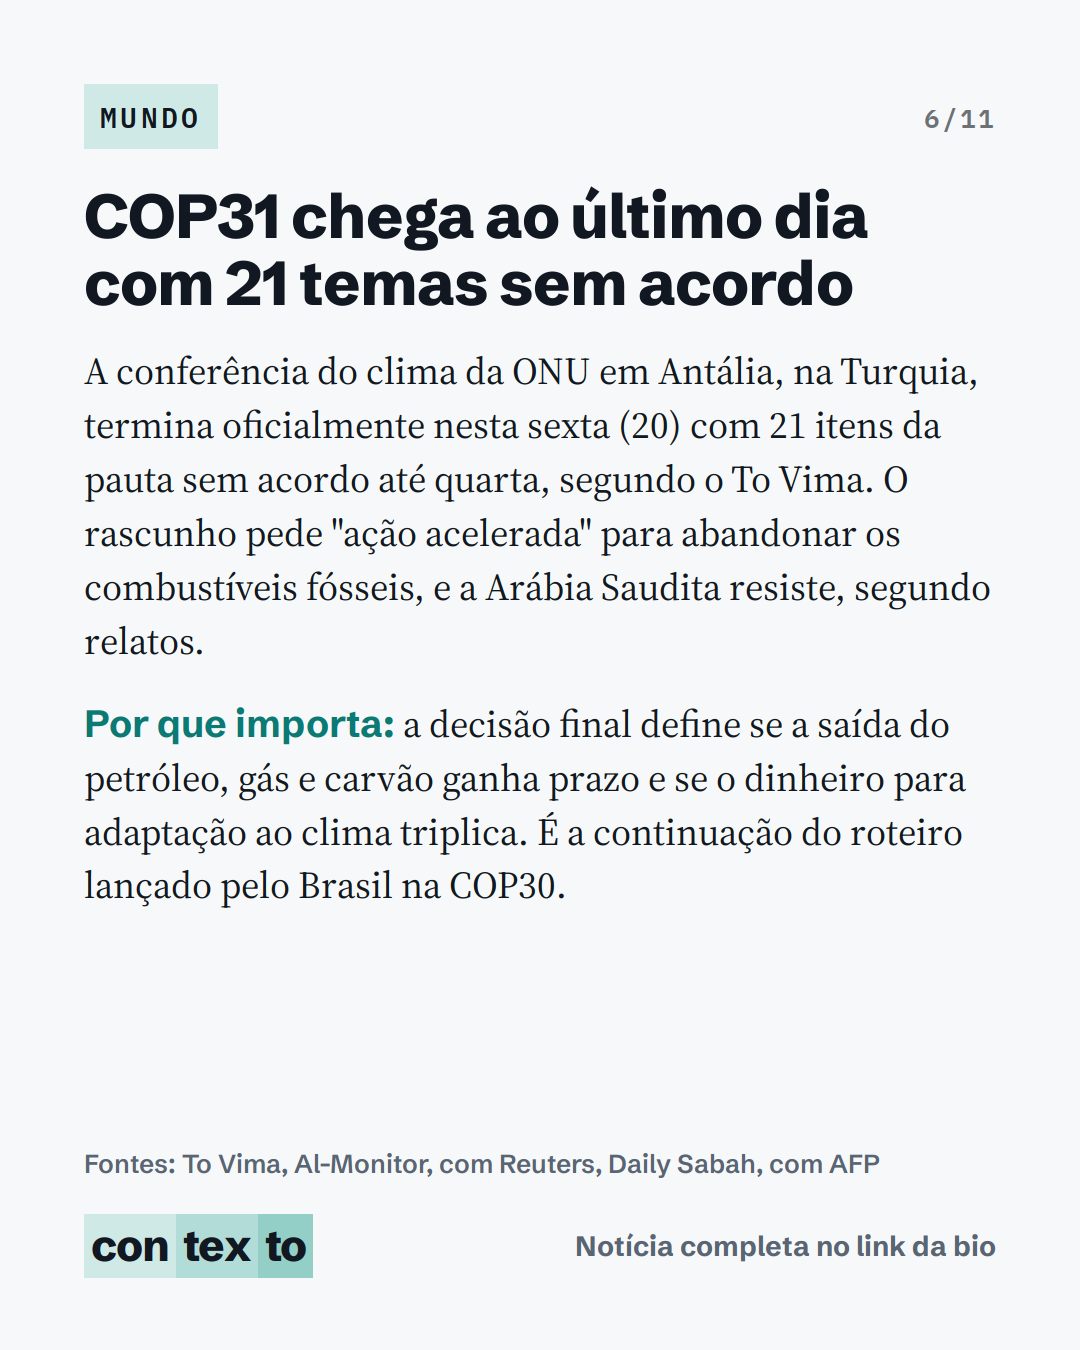 MUNDO
6/11
COP31 chega ao último dia
com 21 temas sem acordo
A conferência do clima da ONU em Antália, na Turquia,
termina oficialmente nesta sexta (20) com 21 itens da
pauta sem acordo até quarta, segundo o To Vima. O
rascunho pede "ação acelerada" para abandonar os
combustíveis fósseis, e a Arábia Saudita resiste, segundo
relatos.
Por que importa: a decisão final define se a saída do
petróleo, gás e carvão ganha prazo e se o dinheiro para
adaptação ao clima triplica. É a continuação do roteiro
lançado pelo Brasil na COP30.
Fontes: To Vima, Al-Monitor, com Reuters, Daily Sabah, com AFP
con tex to
Notícia completa no link da bio